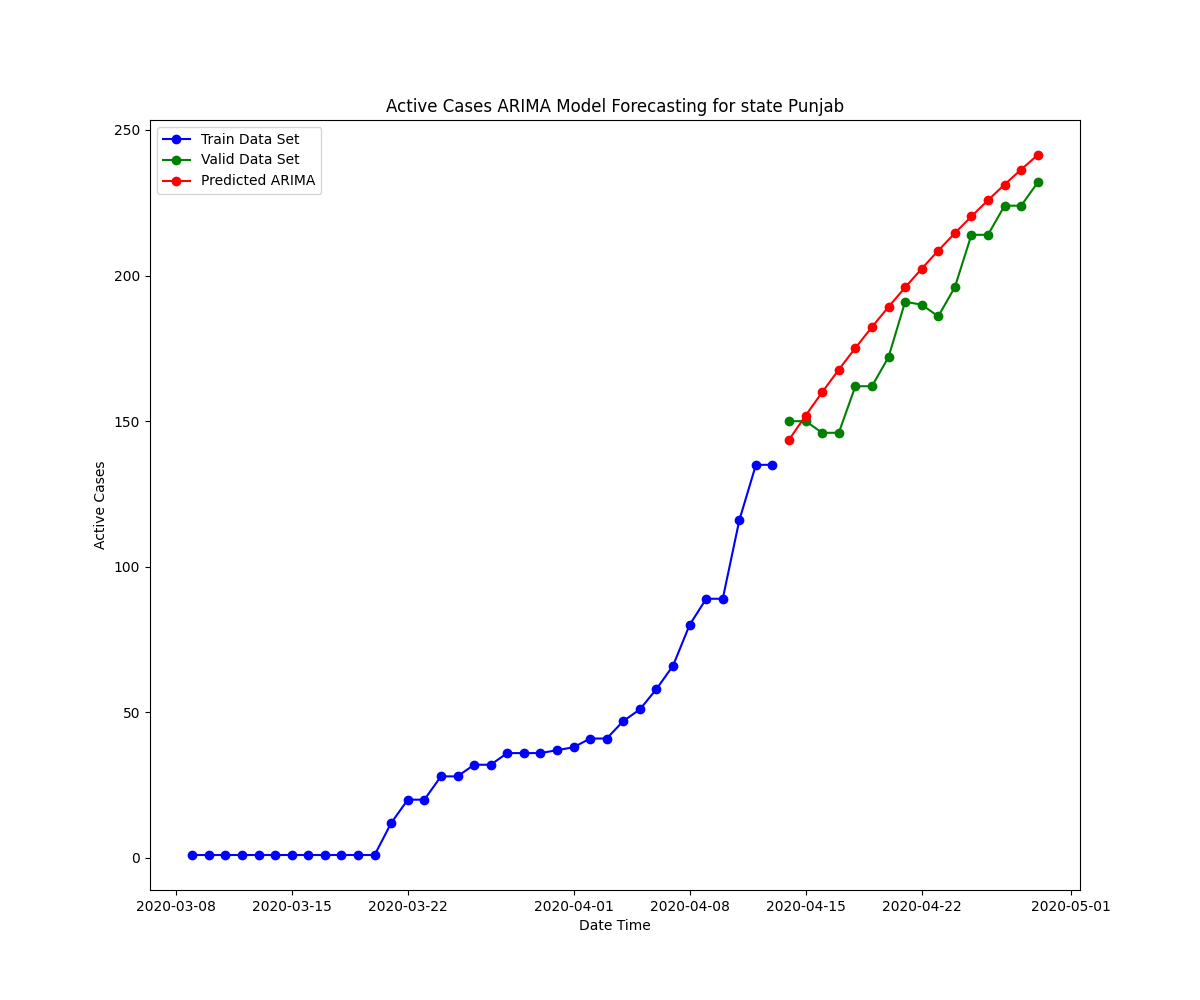 Active Cases ARIMA Model Forecasting for state Punjab
Train Data Set
Valid Data Set
Predicted ARIMA
250
200
150
100
50
0
Active Cases
2020-03-08 2020-03-15 2020-03-22 2020-04-01 2020-04-08 2020-04-15 2020-04-22 2020-05-01
Date Time